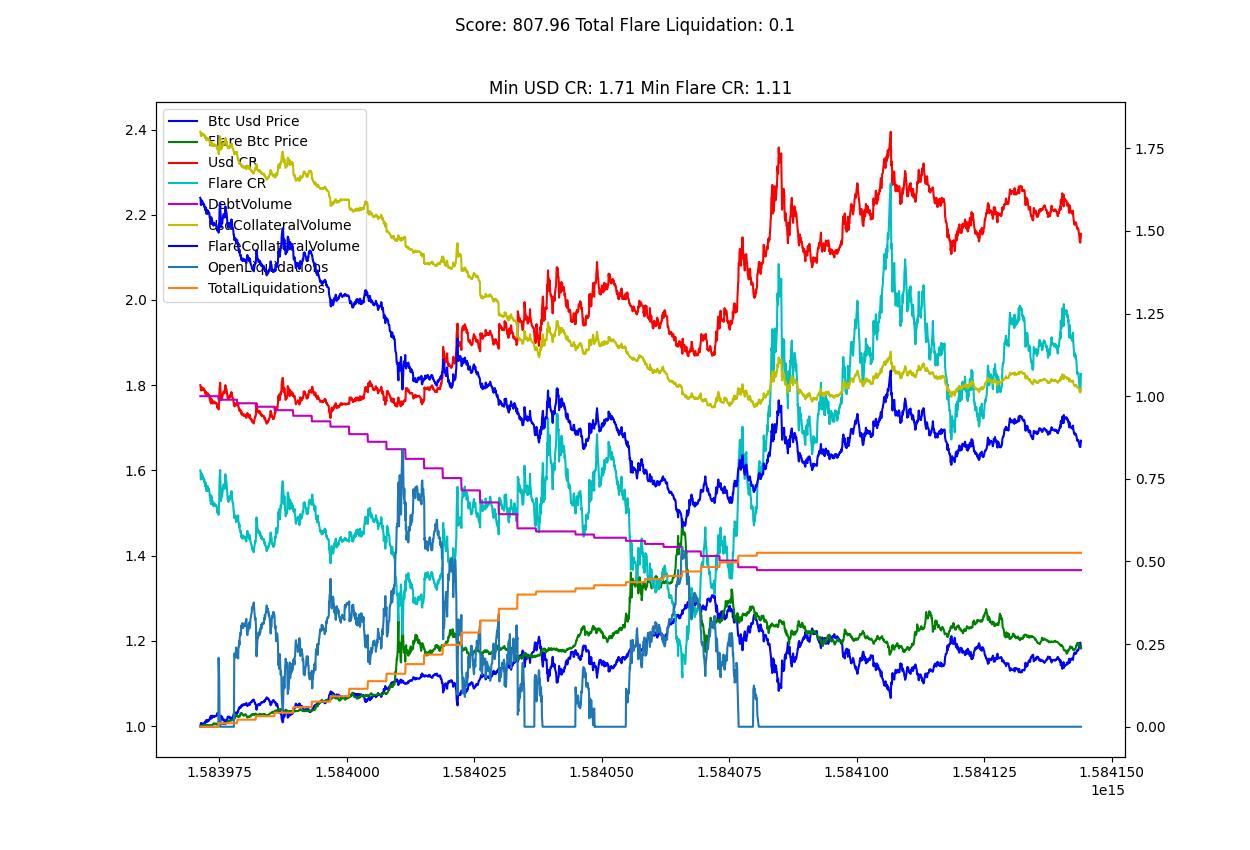 Score: 807.96 Total Flare Liquidation: 0.1
Min USD CR: 1.71 Min Flare CR: 1.11
Btc Usd Price
Flare Btc Price
Usd CR
Flare CR
DebtVolume
UsdCollateralVolume
FlareCollateralVolume
OpenLiquidations
TotalLiquidations
2.4
2.2
2.0
1.8
1.6
1.4
1.2
1.0
1.75
1.50
1.25
1.00
0.75
0.50
0.25
0.00
1.583975 1.584000 1.584025 1.584050 1.584075 1.584100 1.584125 1.584150
1e15